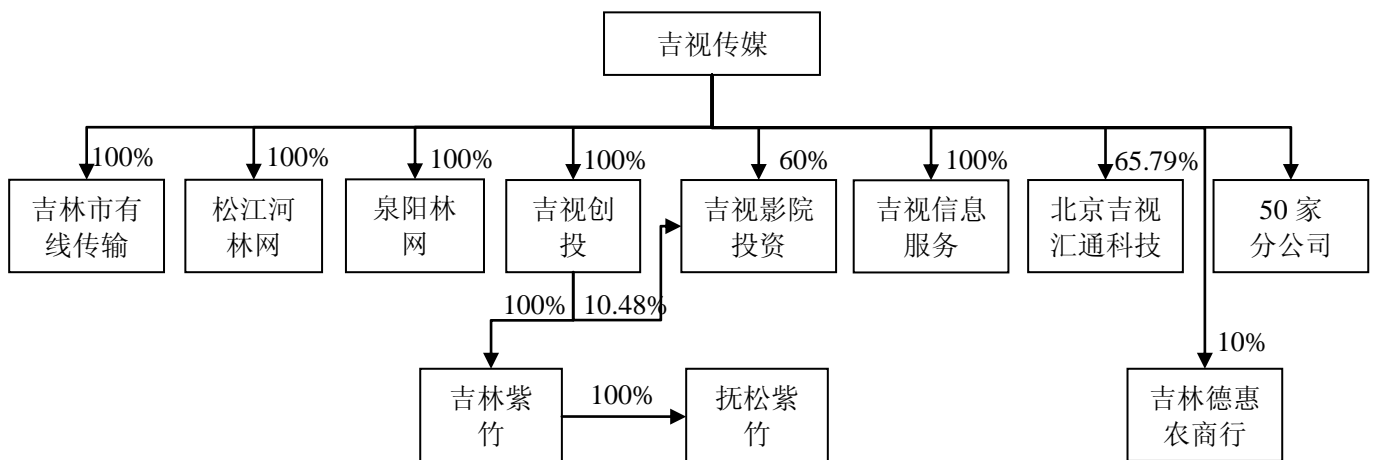 吉视传媒
100%
100%
100%
100%
60%
100%
65.79%
吉林市有
线传输
松江河
林网
泉阳林
网
吉视创
投
吉视影院
投资
吉视信息
服务
北京吉视
汇通科技
50 家
分公司
100%
10.48%
10%
吉林紫
竹
100%
抚松紫
竹
吉林德惠
农商行